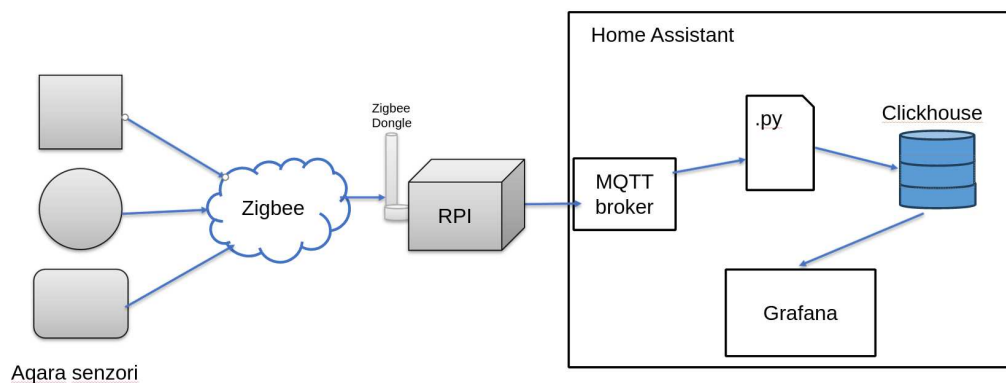 Home Assistant
Zigbee
Dongle
.py
Clickhouse
MQTT
broker
Zigbee
RPI
Grafana
Aqara senzori